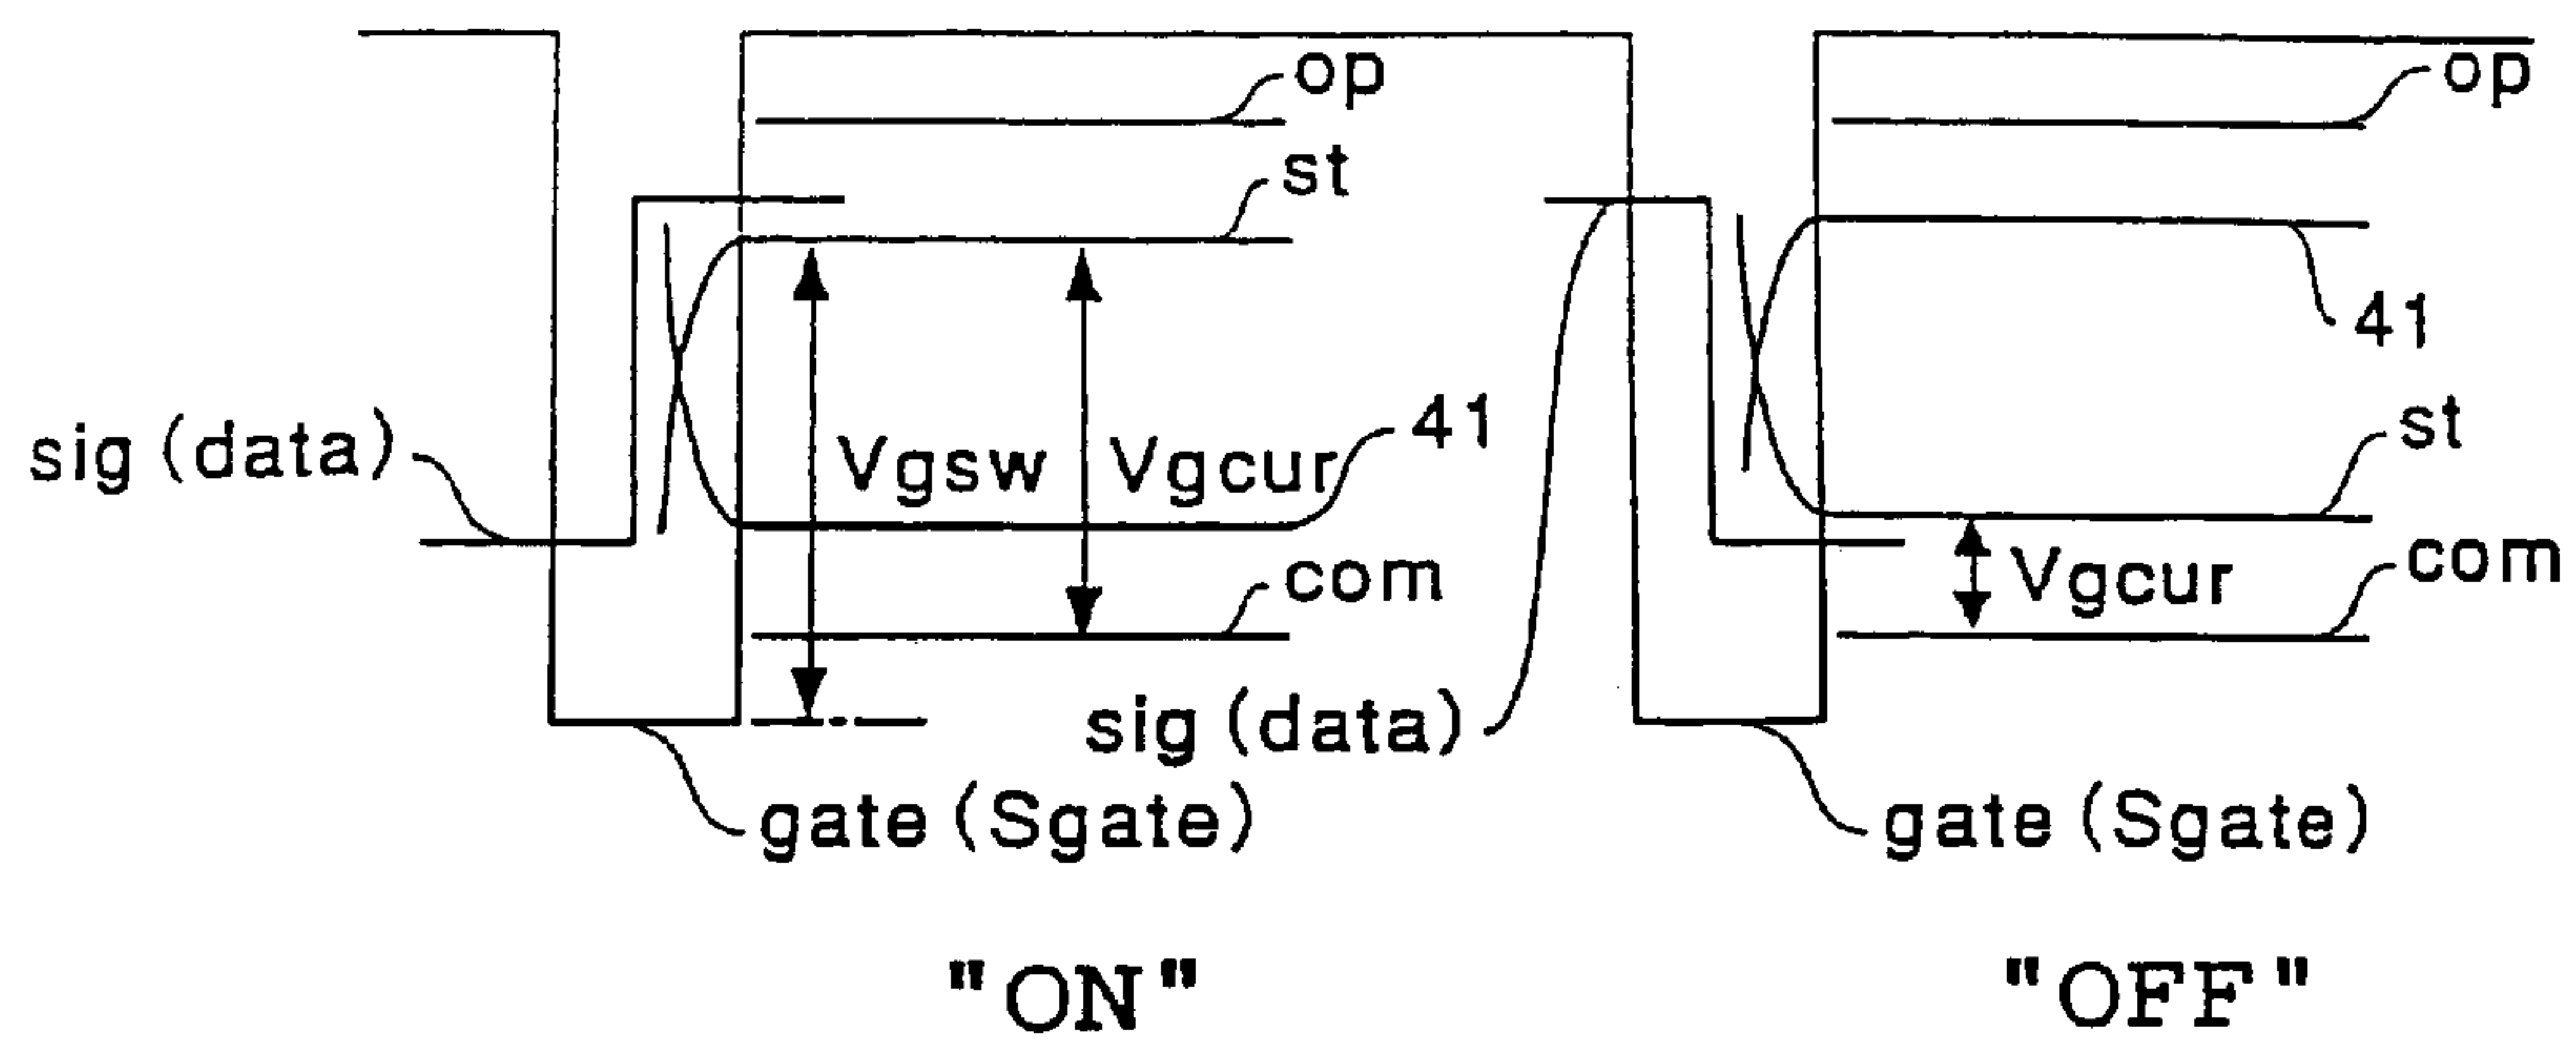 op
op
st
41
sig (data)
Vgsw
Vgcur
41
st
com
Vgcur
com
sig (data)
gate (Sgate)
gate (Sgate)
"ON"
"OFF"